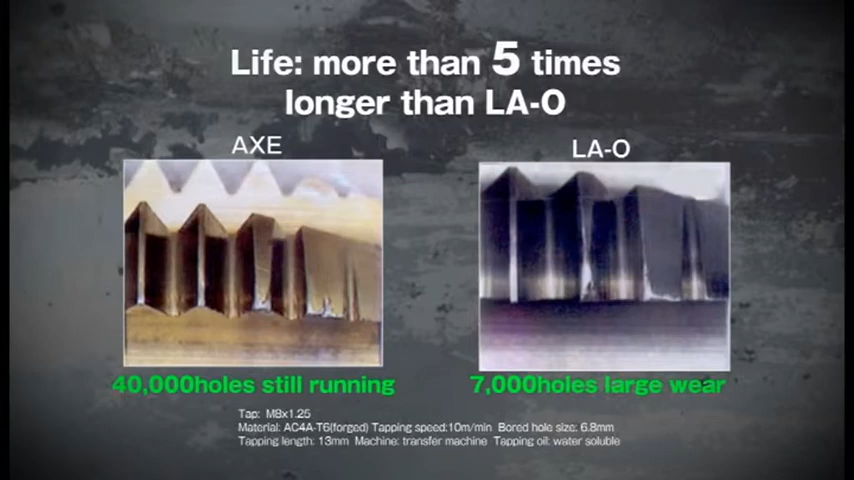 Life: more than 5 times
longer than LA-O
AXE
LA-O
40,000holes still running
7,000holes large wear
Tap: M8x1.25
Material: AC4A-T6(forged) Tapping speed:10m/min Bored hole size: 6.8mm
Tapping length: 13mm Machine: transfer machine Tapping oil: water soluble